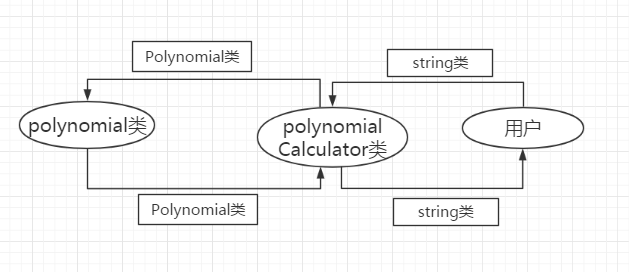 Polynomial类
string类
polynomial类
polynomial
Calculator类
用户
Polynomial类
string类